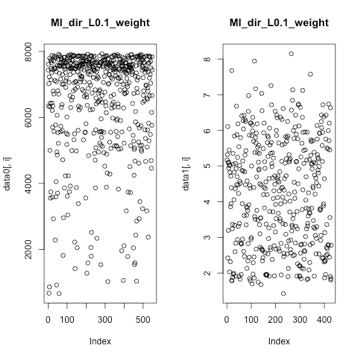 MI_dir_L0.1_weight MI_dir_L0.1_weight
data0[, i]
2000 4000 6000 8000
0 100 300 500
Index
data1[, i]
2 3 4 5 6 7 8
0 100 200 300 400
Index